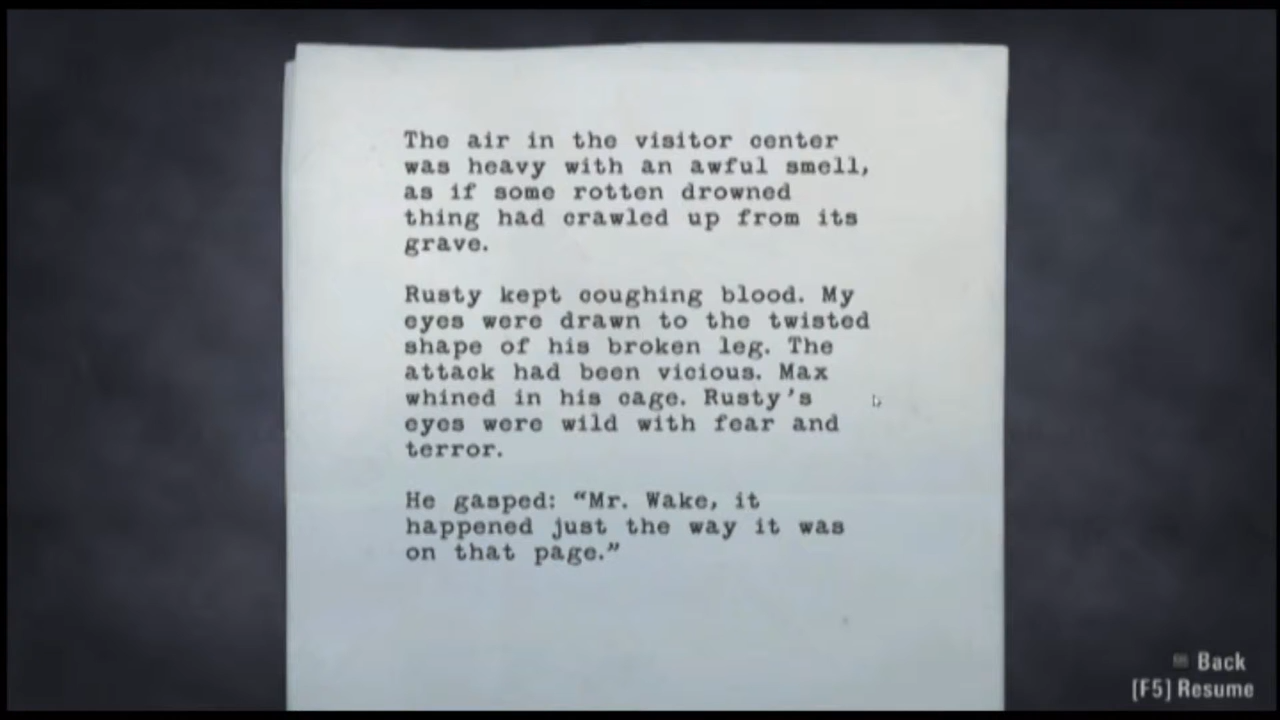 The air in the visitor center
was heavy with an awful smell,
as if some rotten drowned
thing had crawled up from its
grave.
Rusty kept coughing blood. My
eyes were drawn to the twisted
shape of his broken leg. The
attack had been vicious. Max
whined in his cage. Rusty's
eyes were wild with fear and
terror.
He gasped: “Mr. Wake, it
happened just the way it was
on that page.”
Back
[F5] Resume